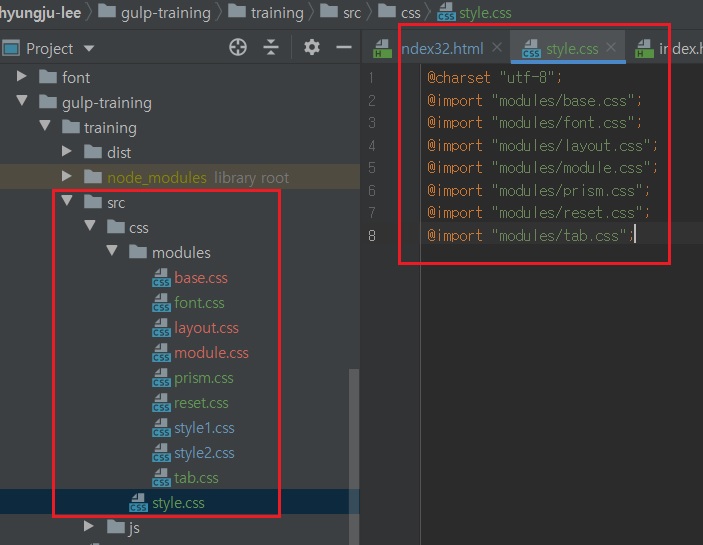 hyungju-lee gulp-training training src css style.css
Project
ndex32.html style.css index.h
font
gulp-training
training
dist
node_modules library root
src
css
modules
base.css
font.css
layout.css
module.css
prism.css
reset.css
style1.css
style2.css
tab.css
style.css
js
1 @charset "utf-8";
2 @import "modules/base.css";
3 @import "modules/font.css";
4 @import "modules/layout.css";
5 @import "modules/module.css";
6 @import "modules/prism.css";
7 @import "modules/reset.css";
8 @import "modules/tab.css";